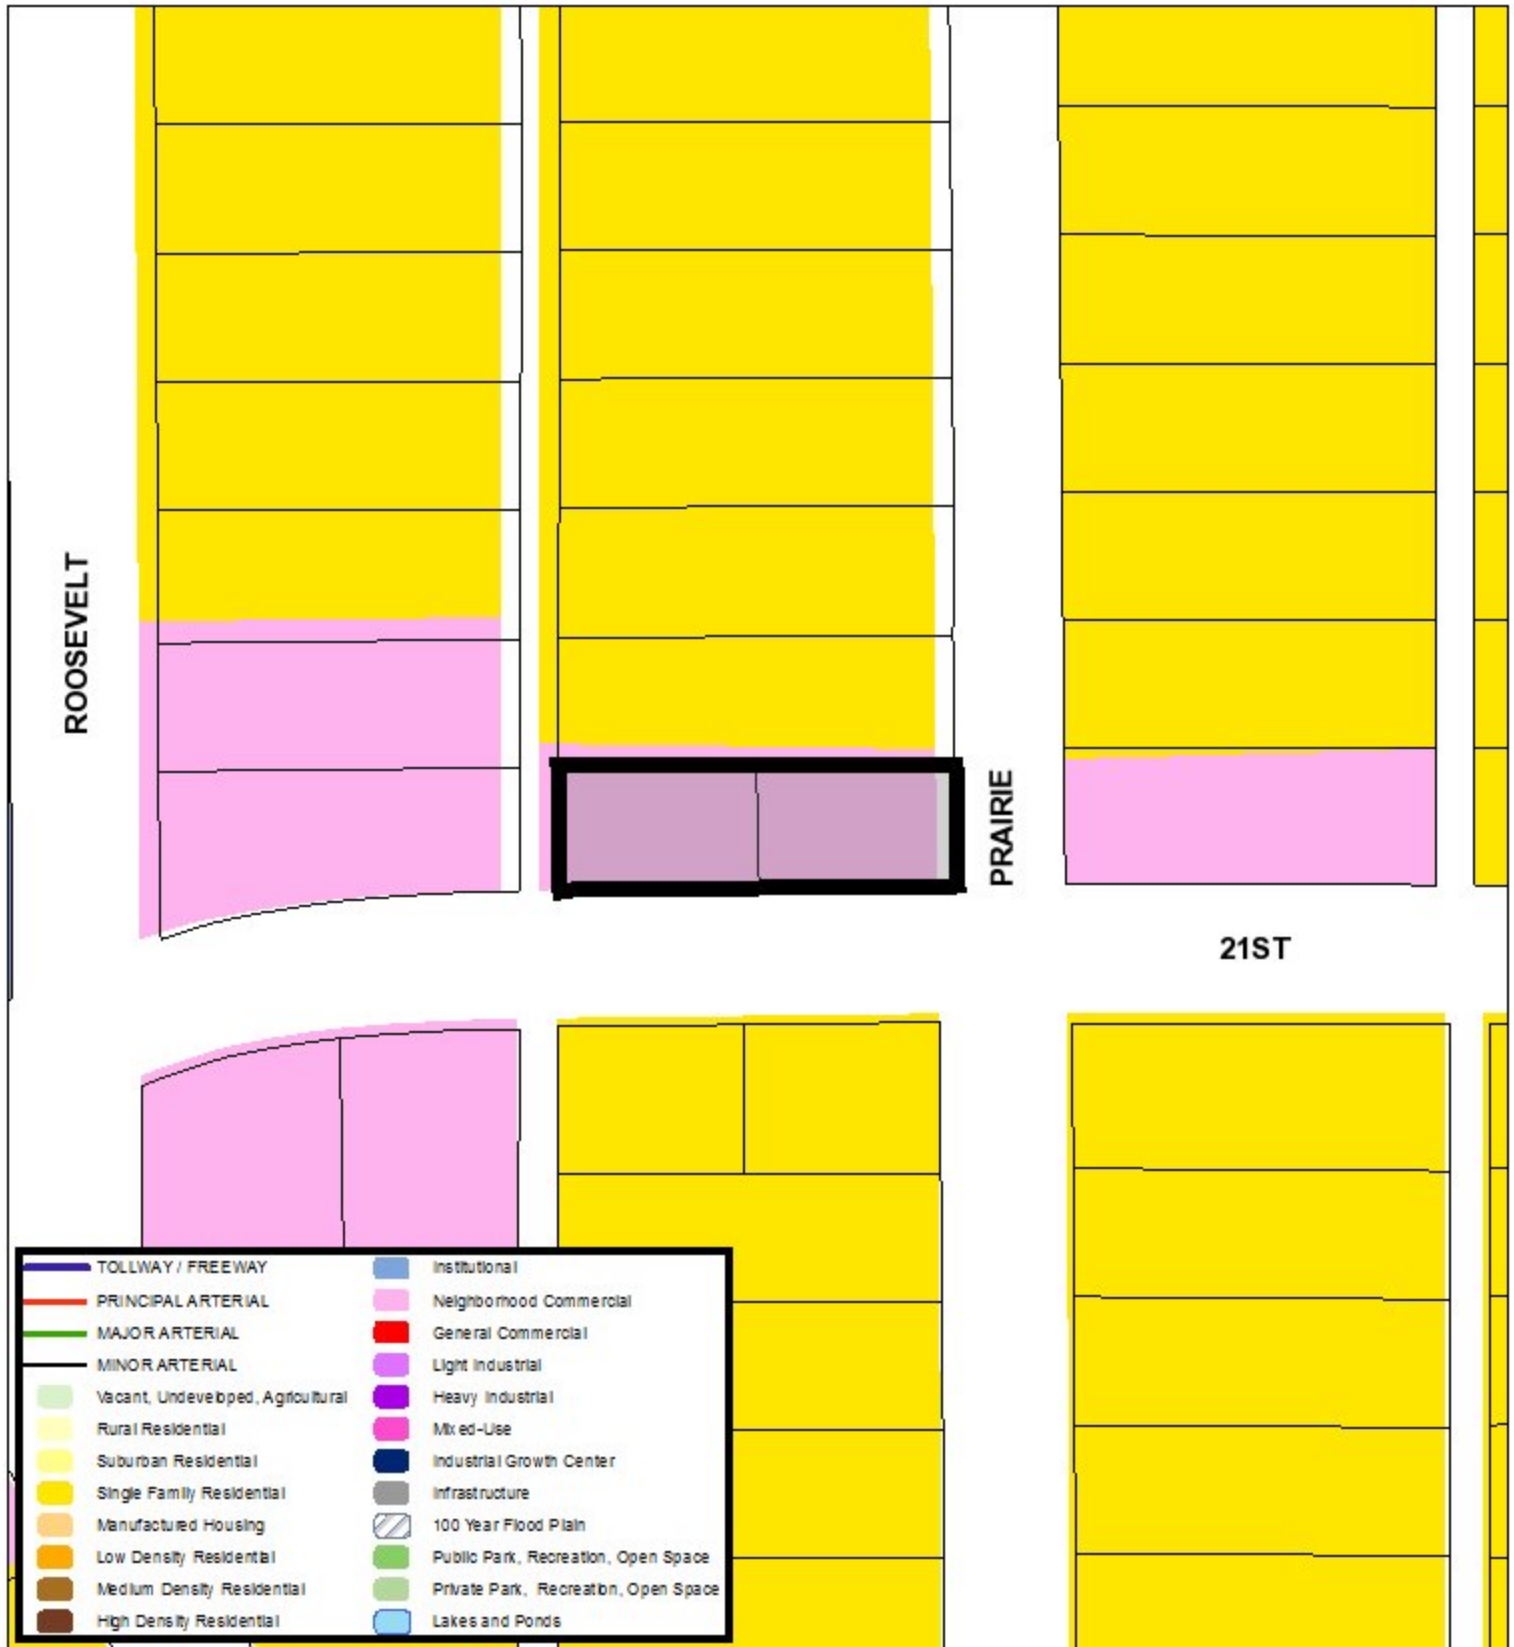 ROOSEVELT
PRAIRIE
21ST
TOLLWAY / FREEWAY
PRINCIPAL ARTERIAL
MAJOR ARTERIAL
MINOR ARTERIAL
Vacant, Undeveloped, Agricultural
Rural Residential
Suburban Residential
Single Family Residential
Manufactured Housing
Low Density Residential
Medium Density Residential
High Density Residential
Institutional
Neighborhood Commercial
General Commercial
Light Industrial
Heavy Industrial
Mixed-Use
Industrial Growth Center
Infrastructure
100 Year Flood Plain
Public Park, Recreation, Open Space
Private Park, Recreation, Open Space
Lakes and Ponds